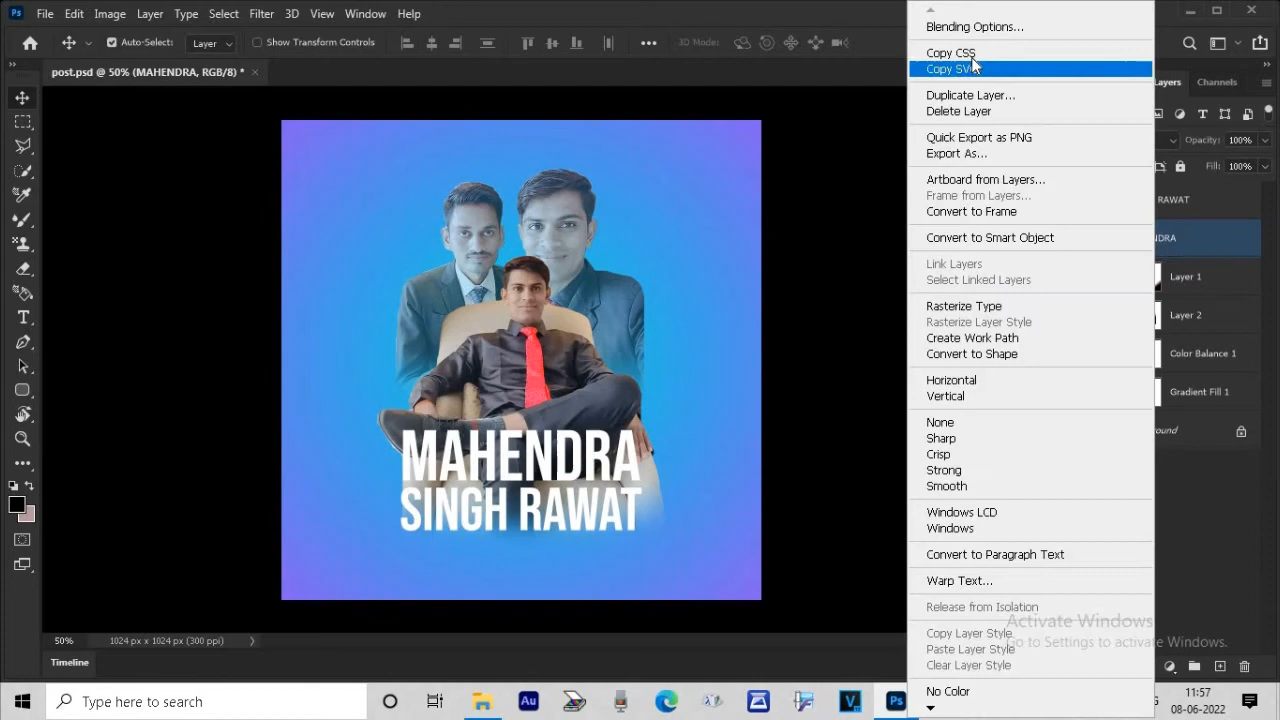 Ps File Edit Image Layer Type Select Filter 3D View Window Help
Auto-Select: Layer Show Transform Controls 3D Mode:
post.psd @ 50% (MAHENDRA, RGB/8) *
MAHENDRA
SINGH RAWAT
50% 1024 px x 1024 px (300 ppi)
Timeline
Blending Options...
Copy CSS
Copy SVG
Duplicate Layer...
Delete Layer
Quick Export as PNG
Export As...
Artboard from Layers...
Frame from Layers...
Convert to Frame
Convert to Smart Object
Link Layers
Select Linked Layers
Rasterize Type
Rasterize Layer Style
Create Work Path
Convert to Shape
Horizontal
Vertical
None
Sharp
Crisp
Strong
Smooth
Windows LCD
Windows
Convert to Paragraph Text
Warp Text...
Release from Isolation
Copy Layer Style
Paste Layer Style
Clear Layer Style
No Color
Layers Channels
Opacity: 100%
Fill: 100%
RAWAT
NDRA
Layer 1
Layer 2
Color Balance 1
Gradient Fill 1
Activate Windows
Go to Settings to activate Windows.
Type here to search
Au
Ps
11:57
08-06-2022